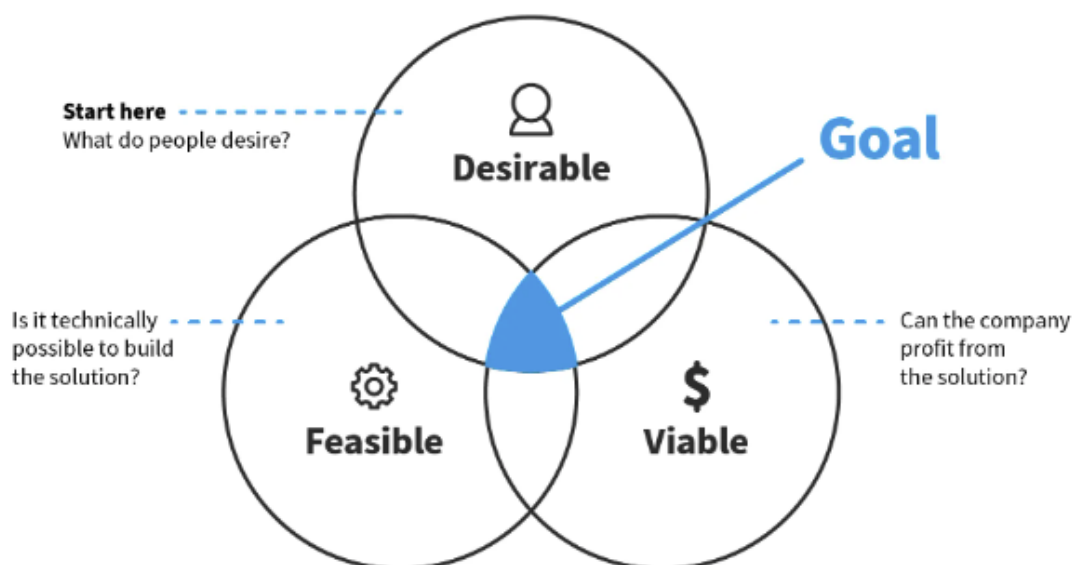 Start here
What do people desire?
Desirable
Goal
Is it technically
possible to build
the solution?
Feasible
$
Viable
Can the company
profit from
the solution?